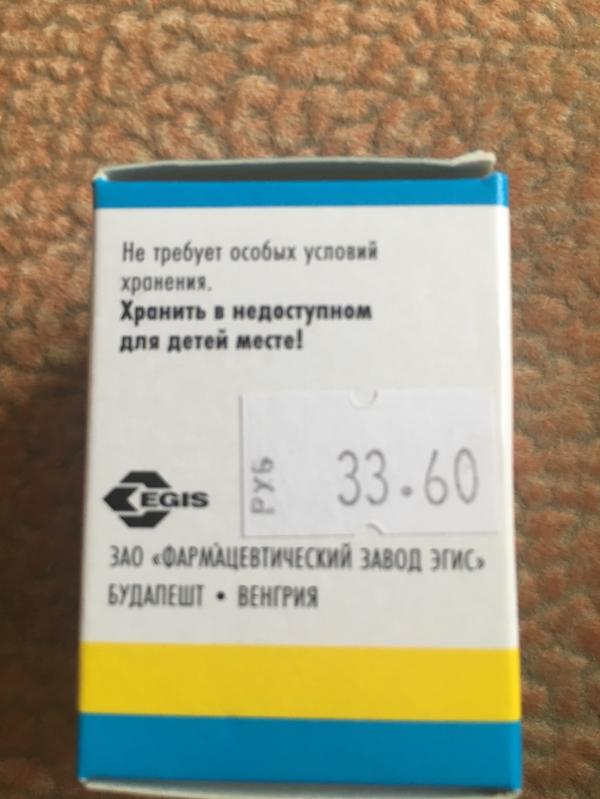 Не требует особых условий
хранения.
Хранить в недоступном
для детей месте!
РУБ 33.60
EGIS
ЗАО «ФАРМАЦЕВТИЧЕСКИЙ ЗАВОД ЭГИС»
БУДАПЕШТ • ВЕНГРИЯ